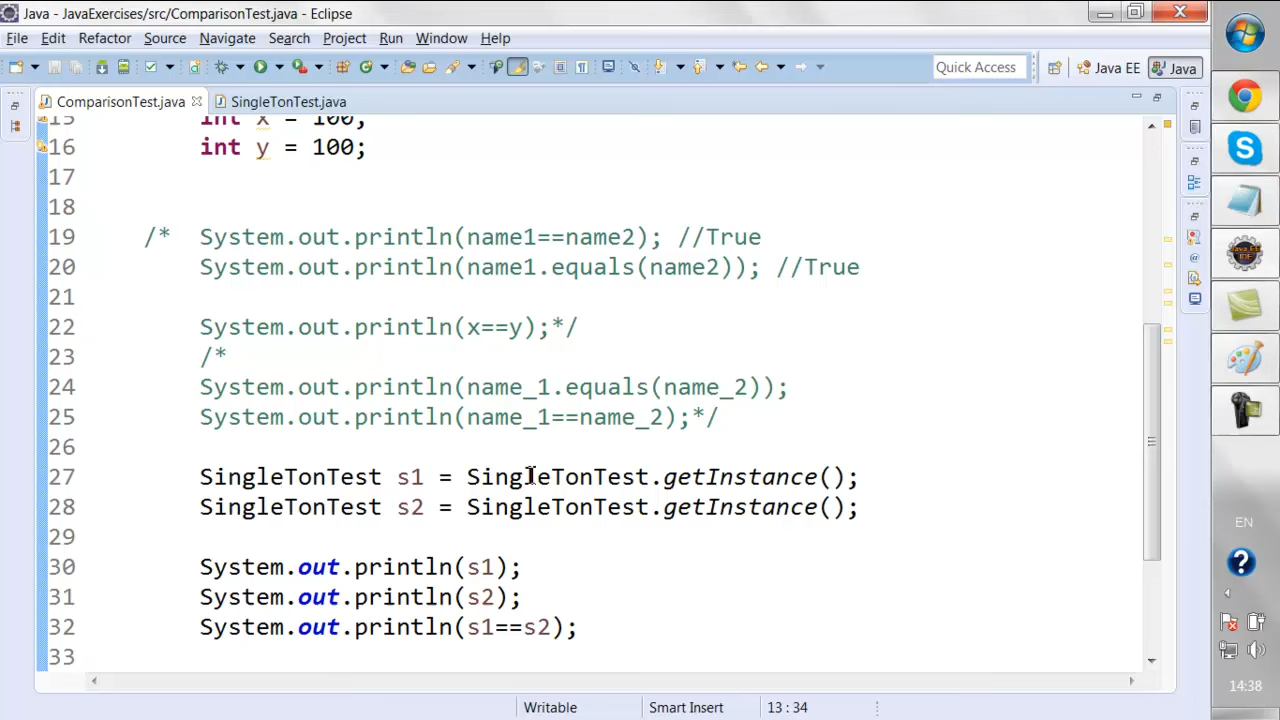 Java - JavaExercises/src/ComparisonTest.java - Eclipse
File Edit Refactor Source Navigate Search Project Run Window Help
Quick Access Java EE Java
ComparisonTest.java SingleTonTest.java
15 int x = 100;
16 int y = 100;
17
18
19 /* System.out.println(name1==name2); //True
20 System.out.println(name1.equals(name2)); //True
21
22 System.out.println(x==y);*/
23 /*
24 System.out.println(name_1.equals(name_2));
25 System.out.println(name_1==name_2);*/
26
27 SingleTonTest s1 = SingleTonTest.getInstance();
28 SingleTonTest s2 = SingleTonTest.getInstance();
29
30 System.out.println(s1);
31 System.out.println(s2);
32 System.out.println(s1==s2);
33
Writable Smart Insert 13 : 34
Java EE
IDE
EN
14:38